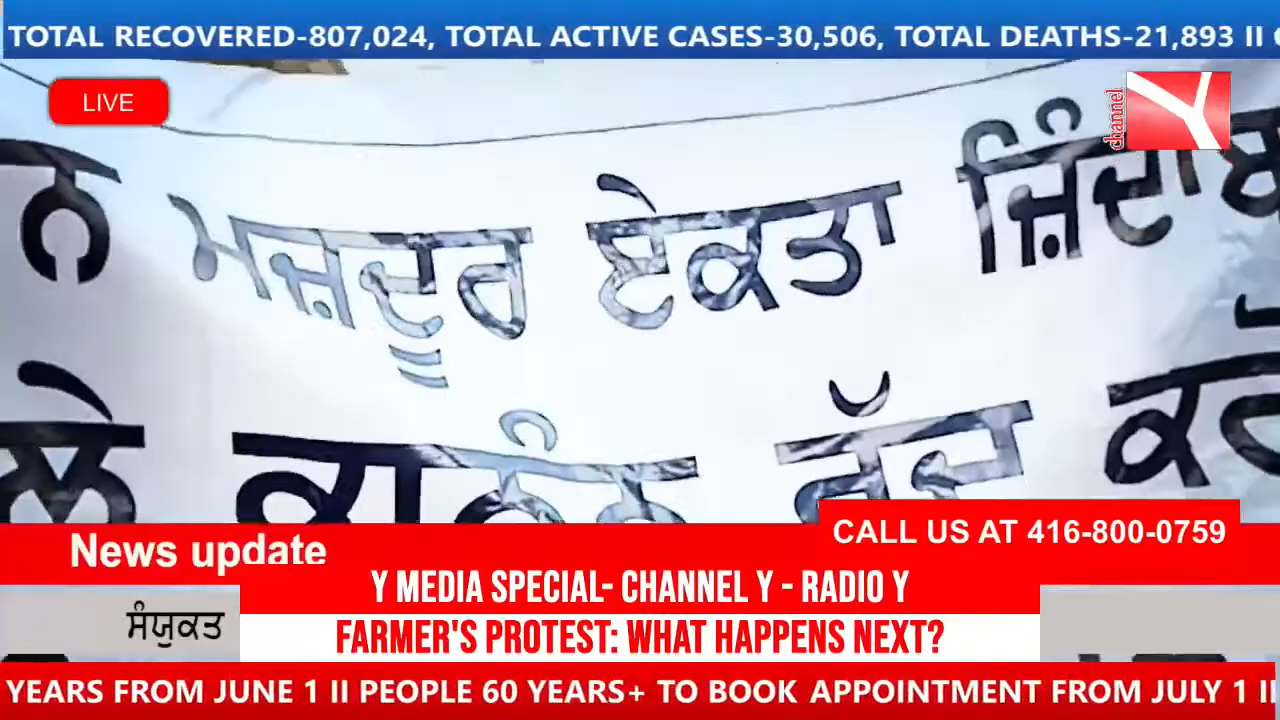 TOTAL RECOVERED-807,024, TOTAL ACTIVE CASES-30,506, TOTAL DEATHS-21,893 II
LIVE
channel Y
ਨ ਮਜ਼ਦੂਰ ਏਕਤਾ ਜ਼ਿੰਦਾਬ
ਲੇ ਕਾਨੂੰਨ ਰੱਦ ਕਰੋ
CALL US AT 416-800-0759
News update
Y MEDIA SPECIAL- CHANNEL Y - RADIO Y
ਸੰਯੁਕਤ
FARMER'S PROTEST: WHAT HAPPENS NEXT?
YEARS FROM JUNE 1 II PEOPLE 60 YEARS+ TO BOOK APPOINTMENT FROM JULY 1 II